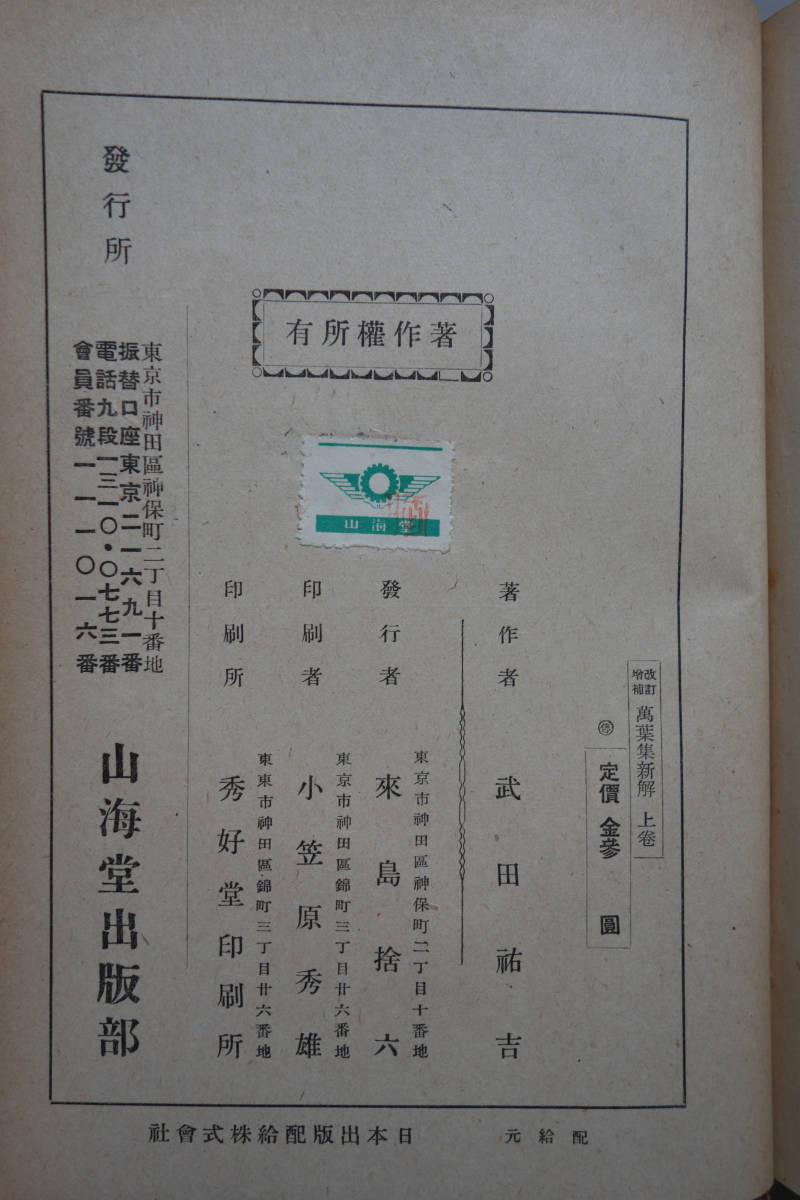 改訂
增補
萬葉集新解 上卷
㊡ 定價 金參圓
著作者 武田祐吉
東京市神田區神保町二丁目十番地
發行者 來島捨六
東京市神田區錦町三丁目廿六番地
印刷者 小笠原秀雄
東東市神田區錦町三丁目廿六番地
印刷所 秀好堂印刷所
著作權所有
山海堂
發行所
東京市神田區神保町二丁目十番地
振替口座東京二一六九一番
電話九段一三一〇・〇七七三番
會員番號一一一〇一六番
山海堂出版部
配給元 日本出版配給株式會社